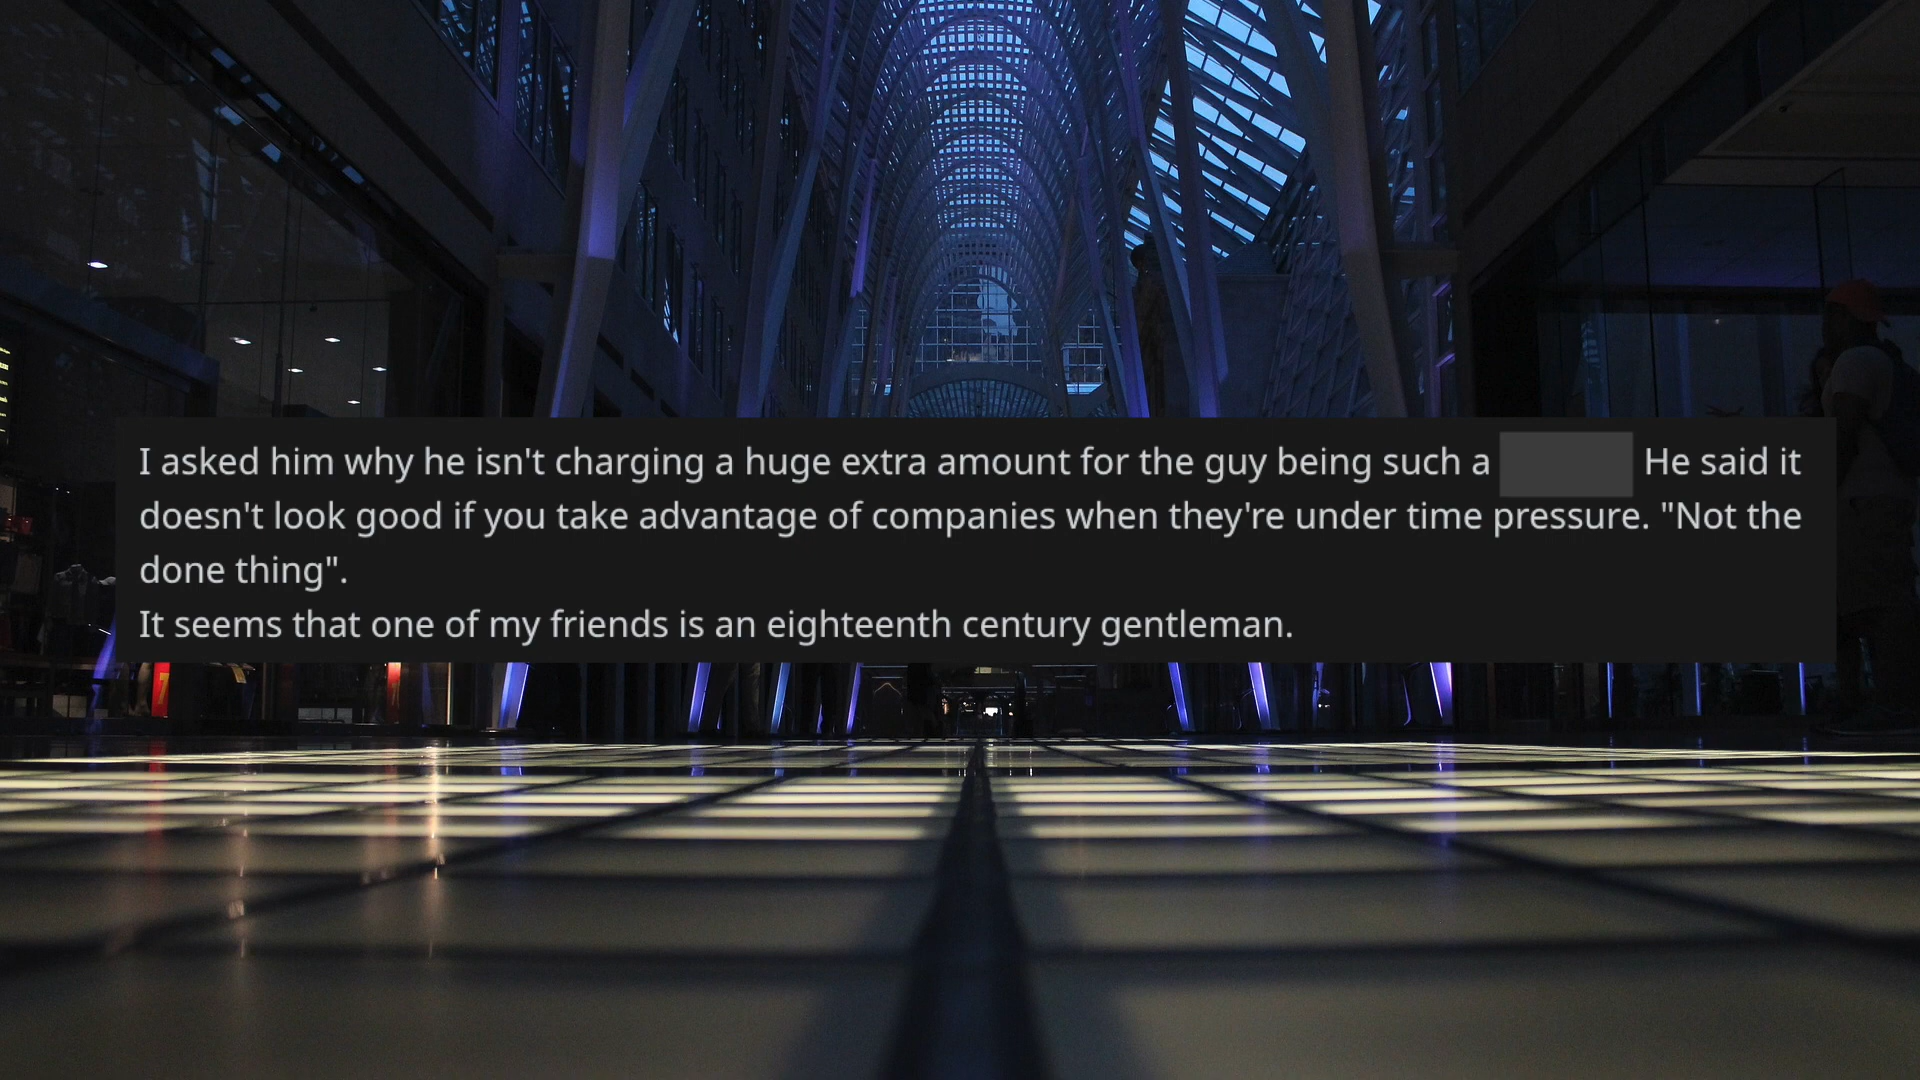 I asked him why he isn't charging a huge extra amount for the guy being such a He said it
doesn't look good if you take advantage of companies when they're under time pressure. "Not the
done thing".
It seems that one of my friends is an eighteenth century gentleman.